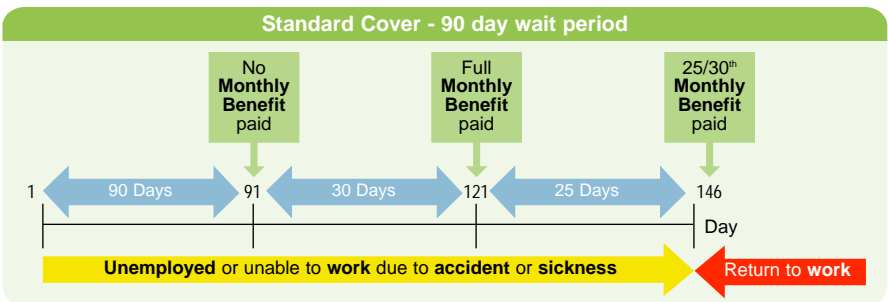 Standard Cover - 90 day wait period
No
Monthly
Benefit
paid
Full
Monthly
Benefit
paid
25/30th
Monthly
Benefit
paid
1
90 Days
91
30 Days
121
25 Days
146
Day
Unemployed or unable to work due to accident or sickness
Return to work